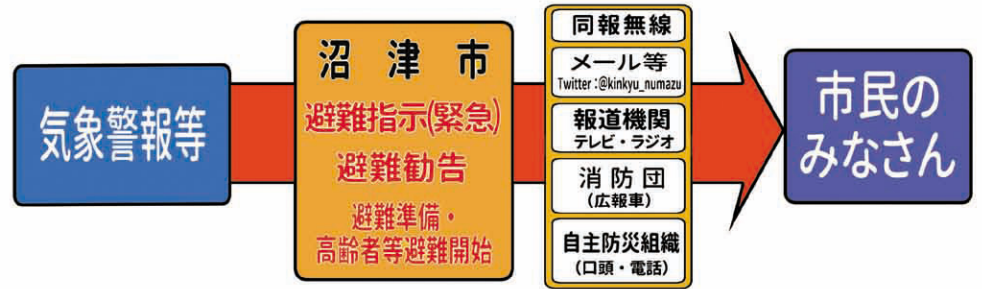 気象警報等
沼津市
避難指示(緊急)
避難勧告
避難準備・
高齢者等避難開始
同報無線
メール等
Twitter:@kinkyu_numazu
報道機関
テレビ・ラジオ
消防団
(広報車)
自主防災組織
(口頭・電話)
市民の
みなさん